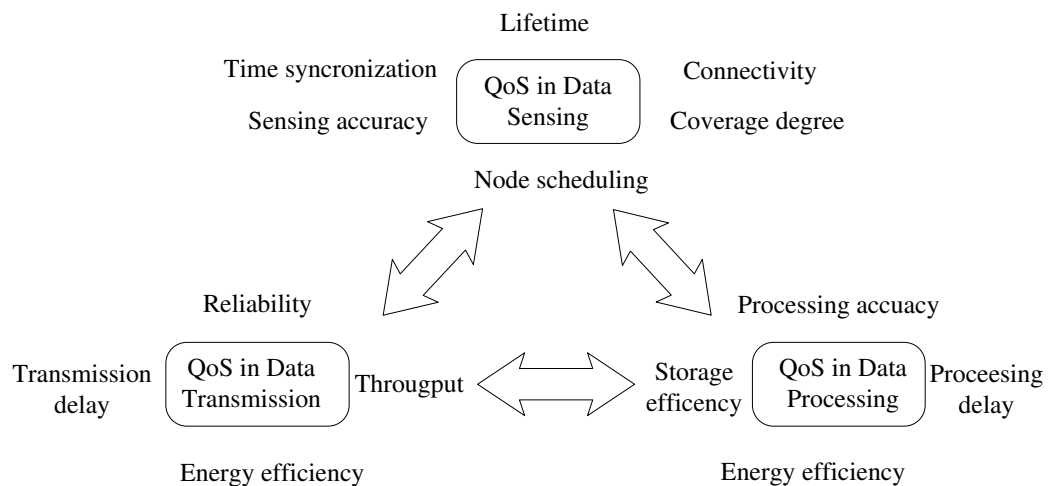 Lifetime
Time syncronization
QoS in Data
Sensing
Connectivity
Sensing accuracy
Coverage degree
Node scheduling
Reliability
Processing accuacy
Transmission
delay
QoS in Data
Transmission
Througput
Storage
efficency
QoS in Data
Processing
Proceesing
delay
Energy efficiency
Energy efficiency